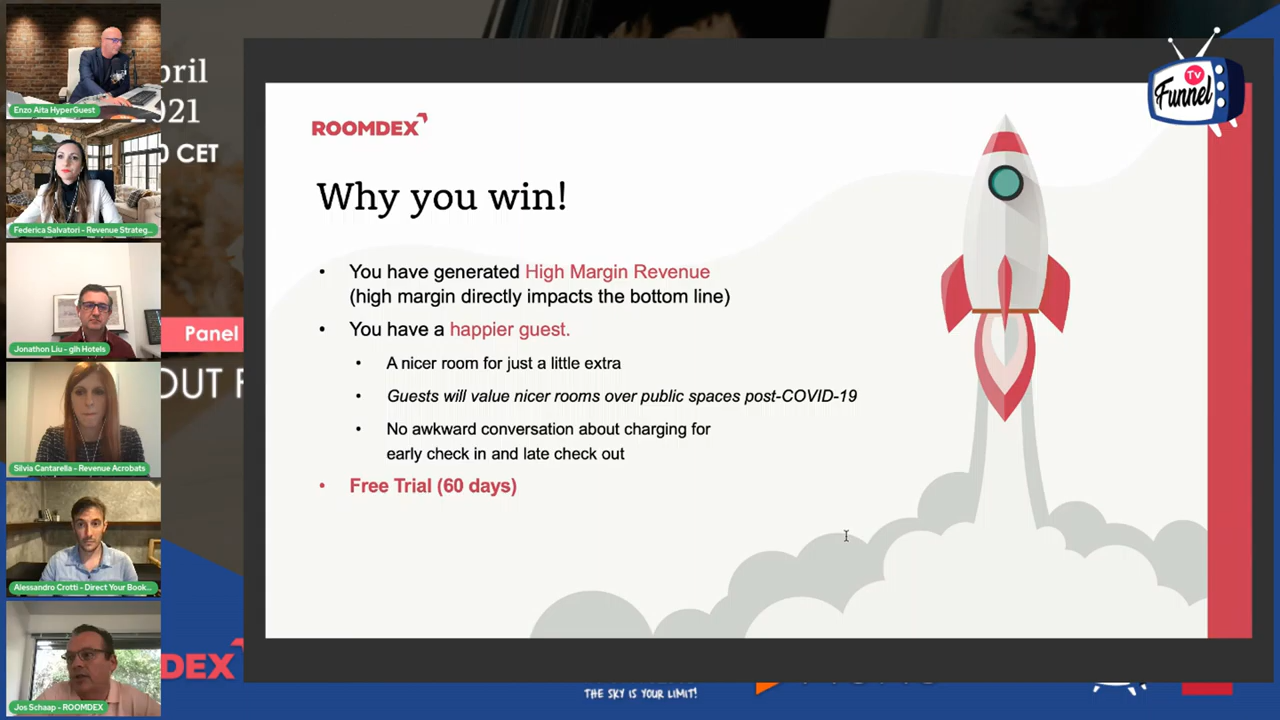 pril
921
0 CET
Enzo Aita HyperGuest
Federica Salvatori - Revenue Strateg...
Jonathon Liu - glh Hotels
Panel
OUT F
Silvia Cantarella - Revenue Acrobats
Alessandro Crotti - Direct Your Book...
Jos Schaap - ROOMDEX
DEX
Tv
Funnel
ROOMDEX
Why you win!
• You have generated High Margin Revenue
(high margin directly impacts the bottom line)
• You have a happier guest.
• A nicer room for just a little extra
• Guests will value nicer rooms over public spaces post-COVID-19
• No awkward conversation about charging for
early check in and late check out
• Free Trial (60 days)
THE SKY IS YOUR LIMIT!